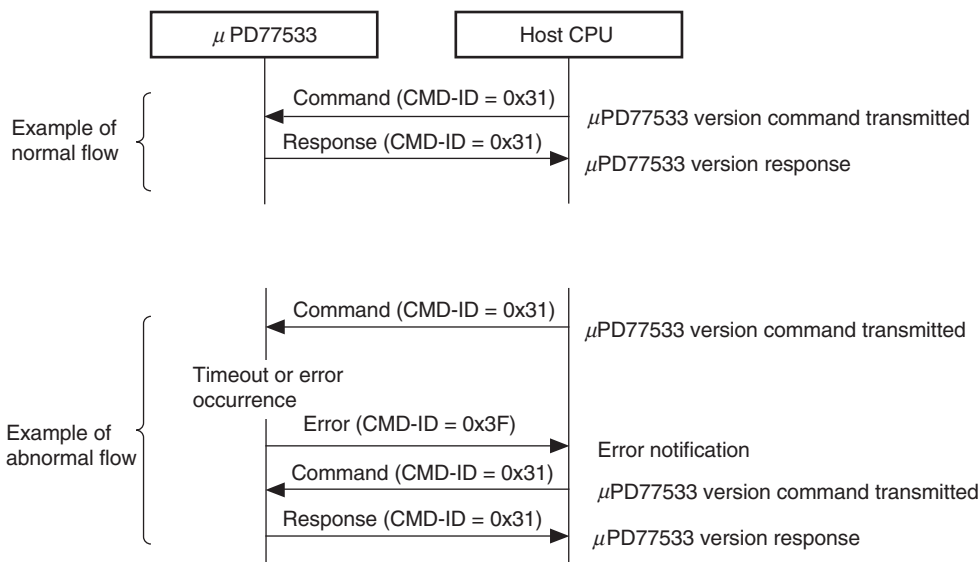 μ PD77533
Host CPU
Example of
normal flow
Command (CMD-ID = 0x31)
μPD77533 version command transmitted
Response (CMD-ID = 0x31)
μPD77533 version response
Example of
abnormal flow
Command (CMD-ID = 0x31)
μPD77533 version command transmitted
Timeout or error
occurrence
Error (CMD-ID = 0x3F)
Error notification
Command (CMD-ID = 0x31)
μPD77533 version command transmitted
Response (CMD-ID = 0x31)
μPD77533 version response